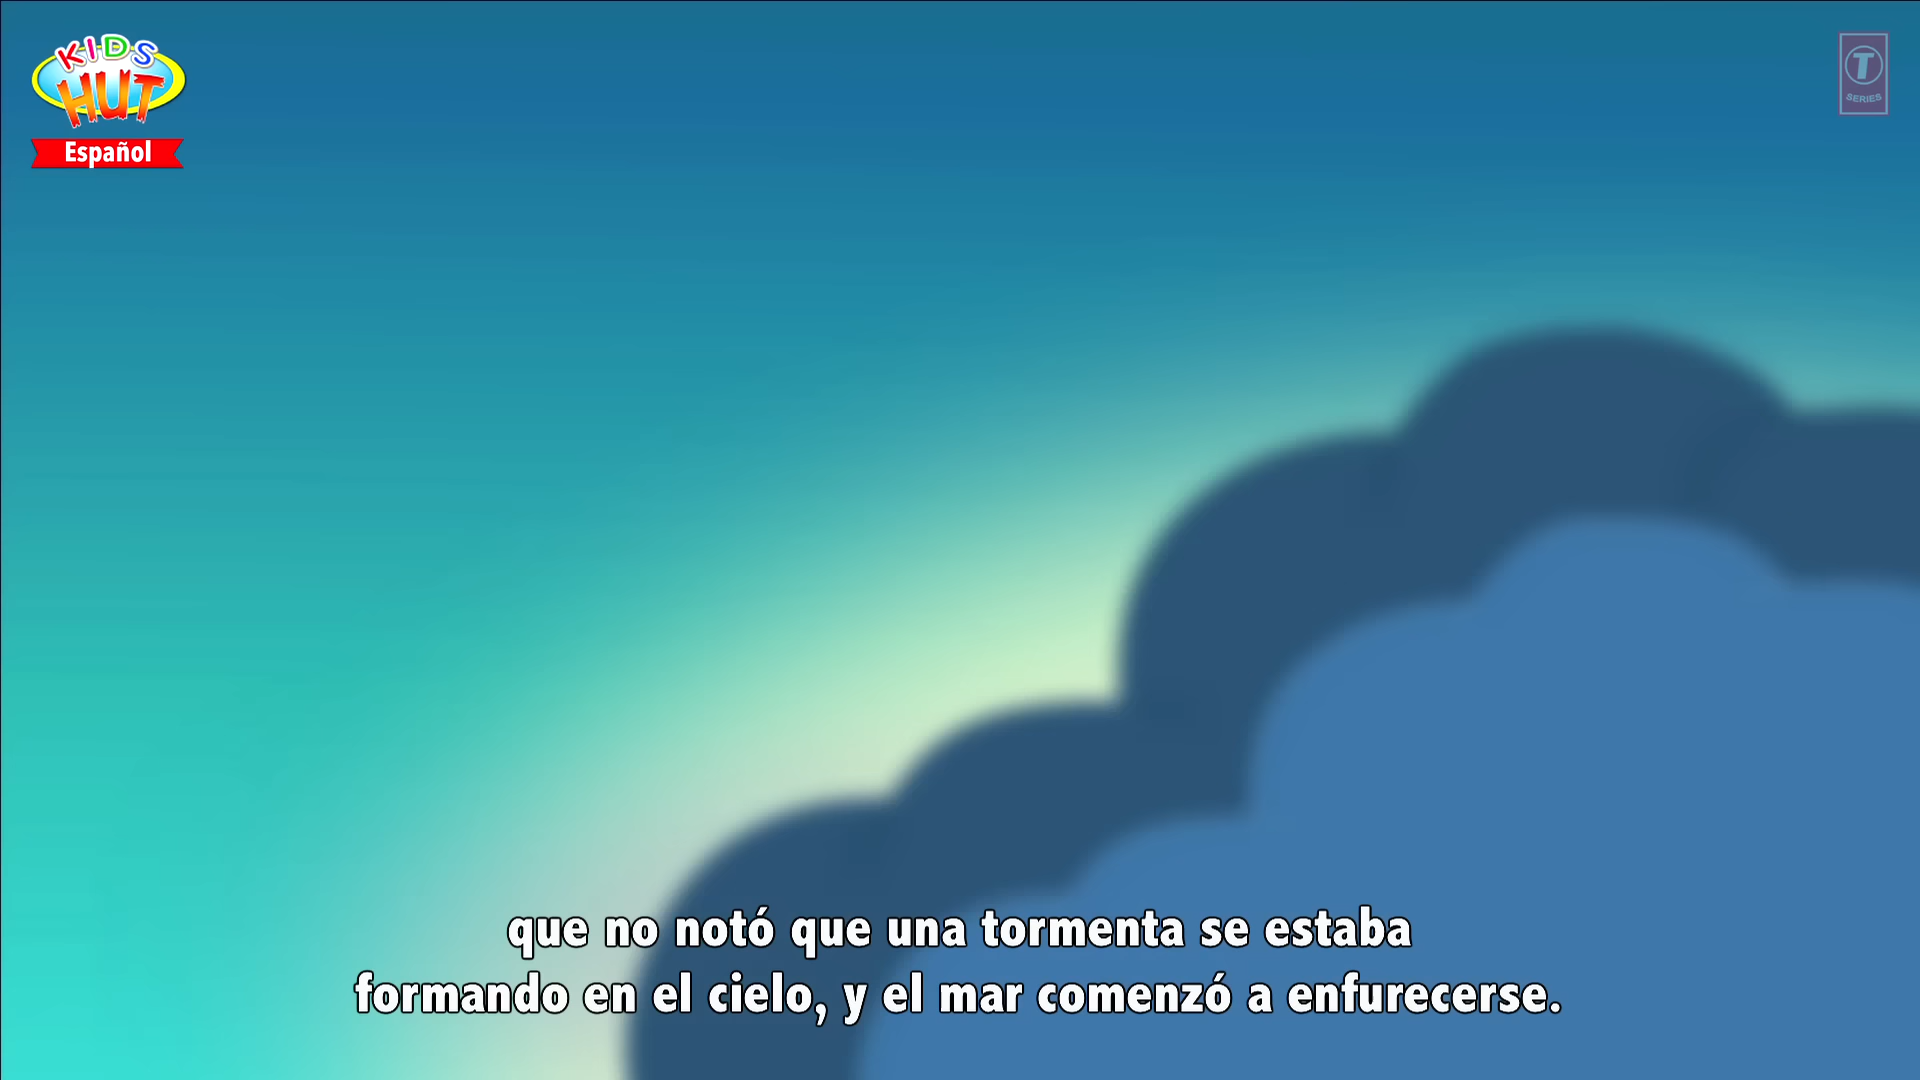 KIDS
HUT
Español
T
SERIES
que no notó que una tormenta se estaba
formando en el cielo, y el mar comenzó a enfurecerse.